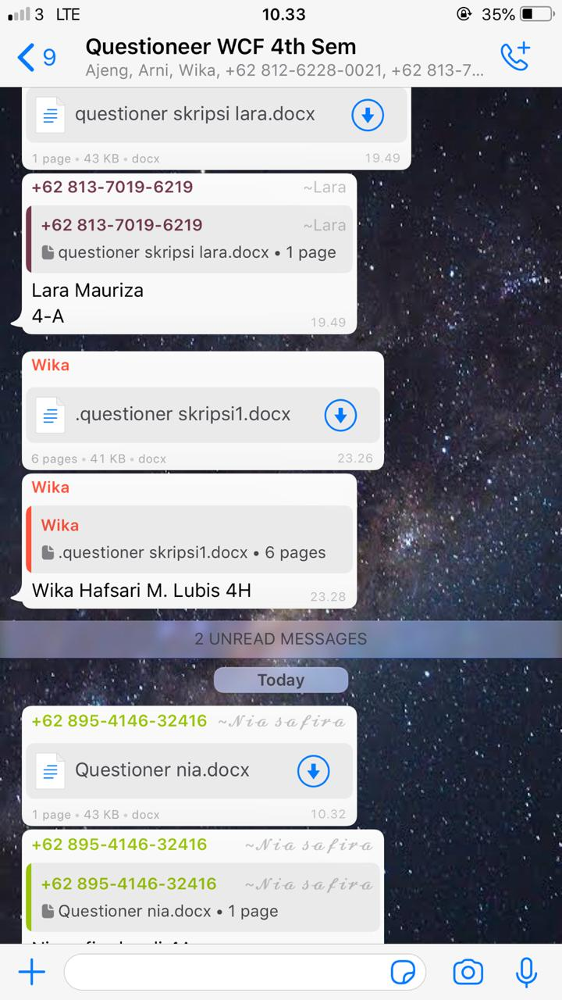 3 LTE 10.33 35%
9 Questioneer WCF 4th Sem
Ajeng, Arni, Wika, +62 812-6228-0021, +62 813-7...
questioner skripsi lara.docx
1 page • 43 KB • docx 19.49
+62 813-7019-6219 ~Lara
+62 813-7019-6219 ~Lara
questioner skripsi lara.docx • 1 page
Lara Mauriza
4-A 19.49
Wika
.questioner skripsi1.docx
6 pages • 41 KB • docx 23.26
Wika
Wika
.questioner skripsi1.docx • 6 pages
Wika Hafsari M. Lubis 4H 23.28
2 UNREAD MESSAGES
Today
+62 895-4146-32416 ~𝒩𝒾𝒶 𝓈𝒶𝒻𝒾𝓇𝒶
Questioner nia.docx
1 page • 43 KB • docx 10.32
+62 895-4146-32416 ~𝒩𝒾𝒶 𝓈𝒶𝒻𝒾𝓇𝒶
+62 895-4146-32416 ~𝒩𝒾𝒶 𝓈𝒶𝒻𝒾𝓇𝒶
Questioner nia.docx • 1 page